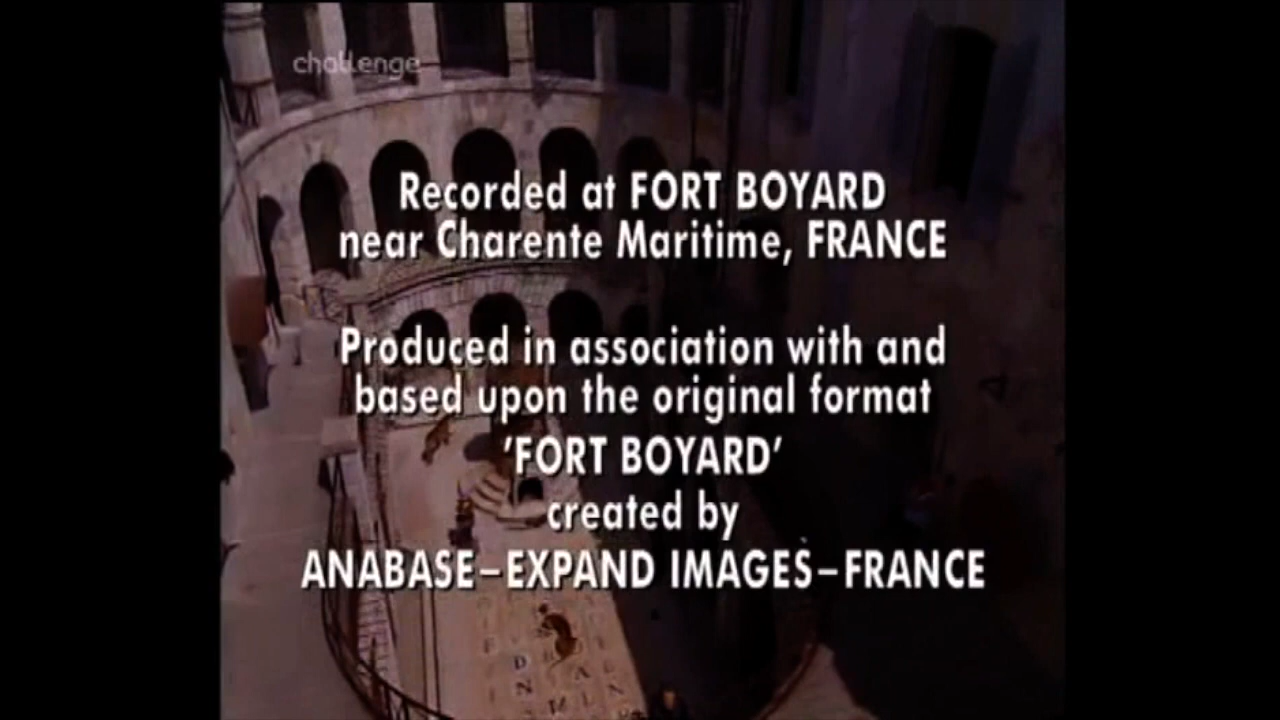 challenge
Recorded at FORT BOYARD
near Charente Maritime, FRANCE
Produced in association with and
based upon the original format
'FORT BOYARD'
created by
ANABASE–EXPAND IMAGES–FRANCE